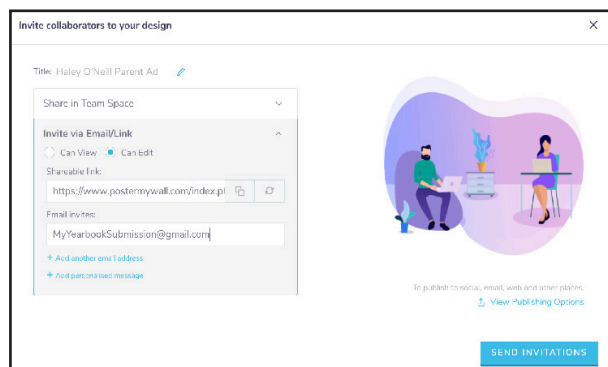 Invite collaborators to your design
Title: Haley O'Neill Parent Ad
Share in Team Space
Invite via Email/Link
Can View Can Edit
Shareable link:
https://www.postermywall.com/index.pl
Email invites:
MyYearbookSubmission@gmail.com
+ Add another email address
+ Add personalised message
To publish to social, email, web and other places.
View Publishing Options
SEND INVITATIONS